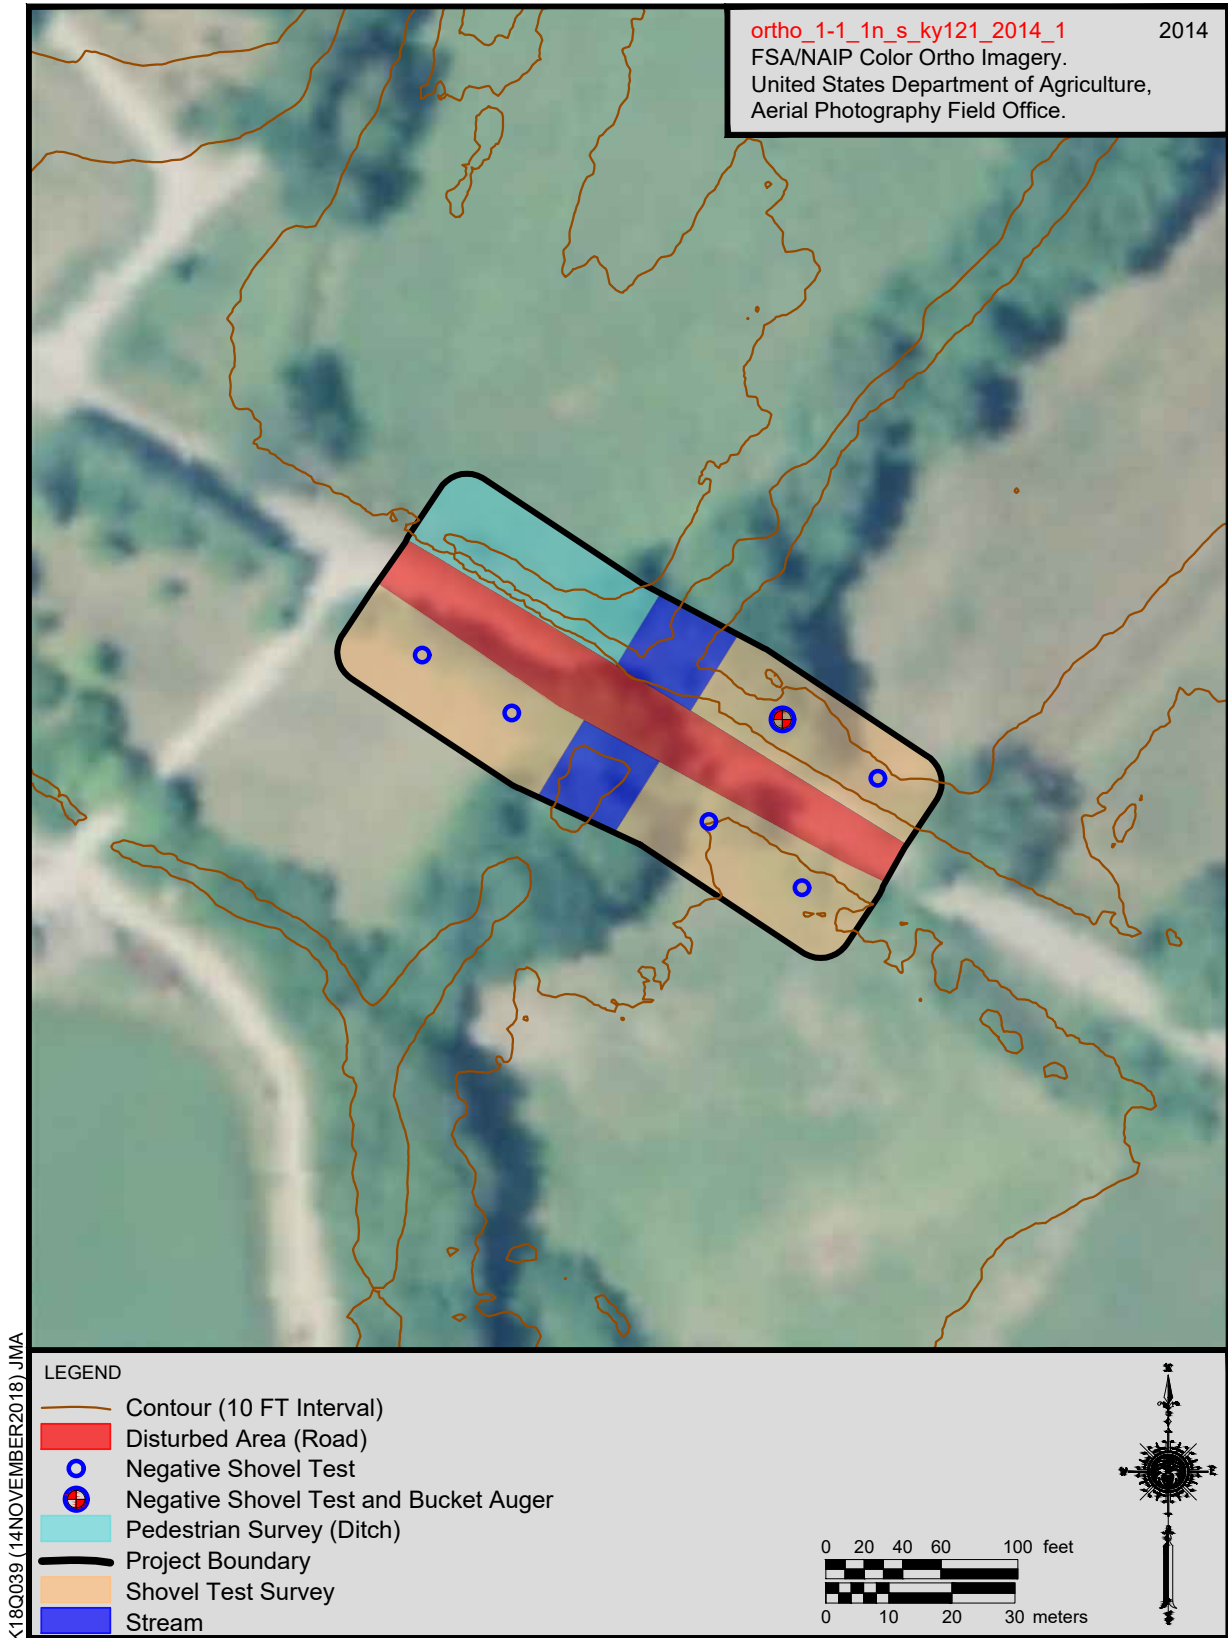 ortho_1-1_1n_s_ky121_2014_1 2014
FSA/NAIP Color Ortho Imagery.
United States Department of Agriculture,
Aerial Photography Field Office.
LEGEND
Contour (10 FT Interval)
Disturbed Area (Road)
Negative Shovel Test
Negative Shovel Test and Bucket Auger
Pedestrian Survey (Ditch)
Project Boundary
Shovel Test Survey
Stream
0 20 40 60 100 feet
0 10 20 30 meters
K18Q039 (14NOVEMBER2018) JMA